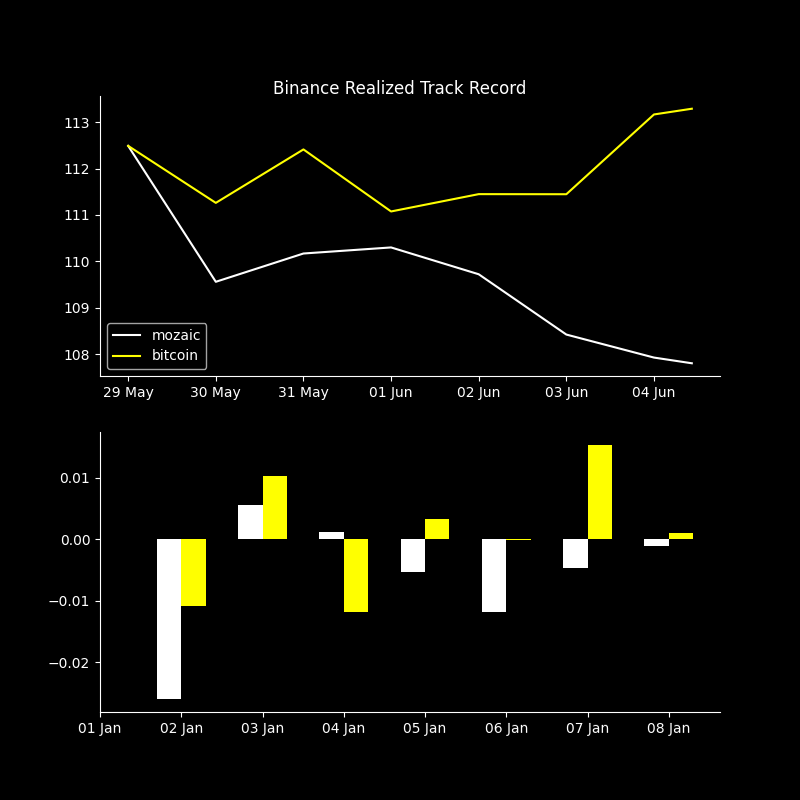 Binance Realized Track Record
113
112
111
110
109
108
mozaic
bitcoin
29 May 30 May 31 May 01 Jun 02 Jun 03 Jun 04 Jun
0.01
0.00
−0.01
−0.02
01 Jan 02 Jan 03 Jan 04 Jan 05 Jan 06 Jan 07 Jan 08 Jan